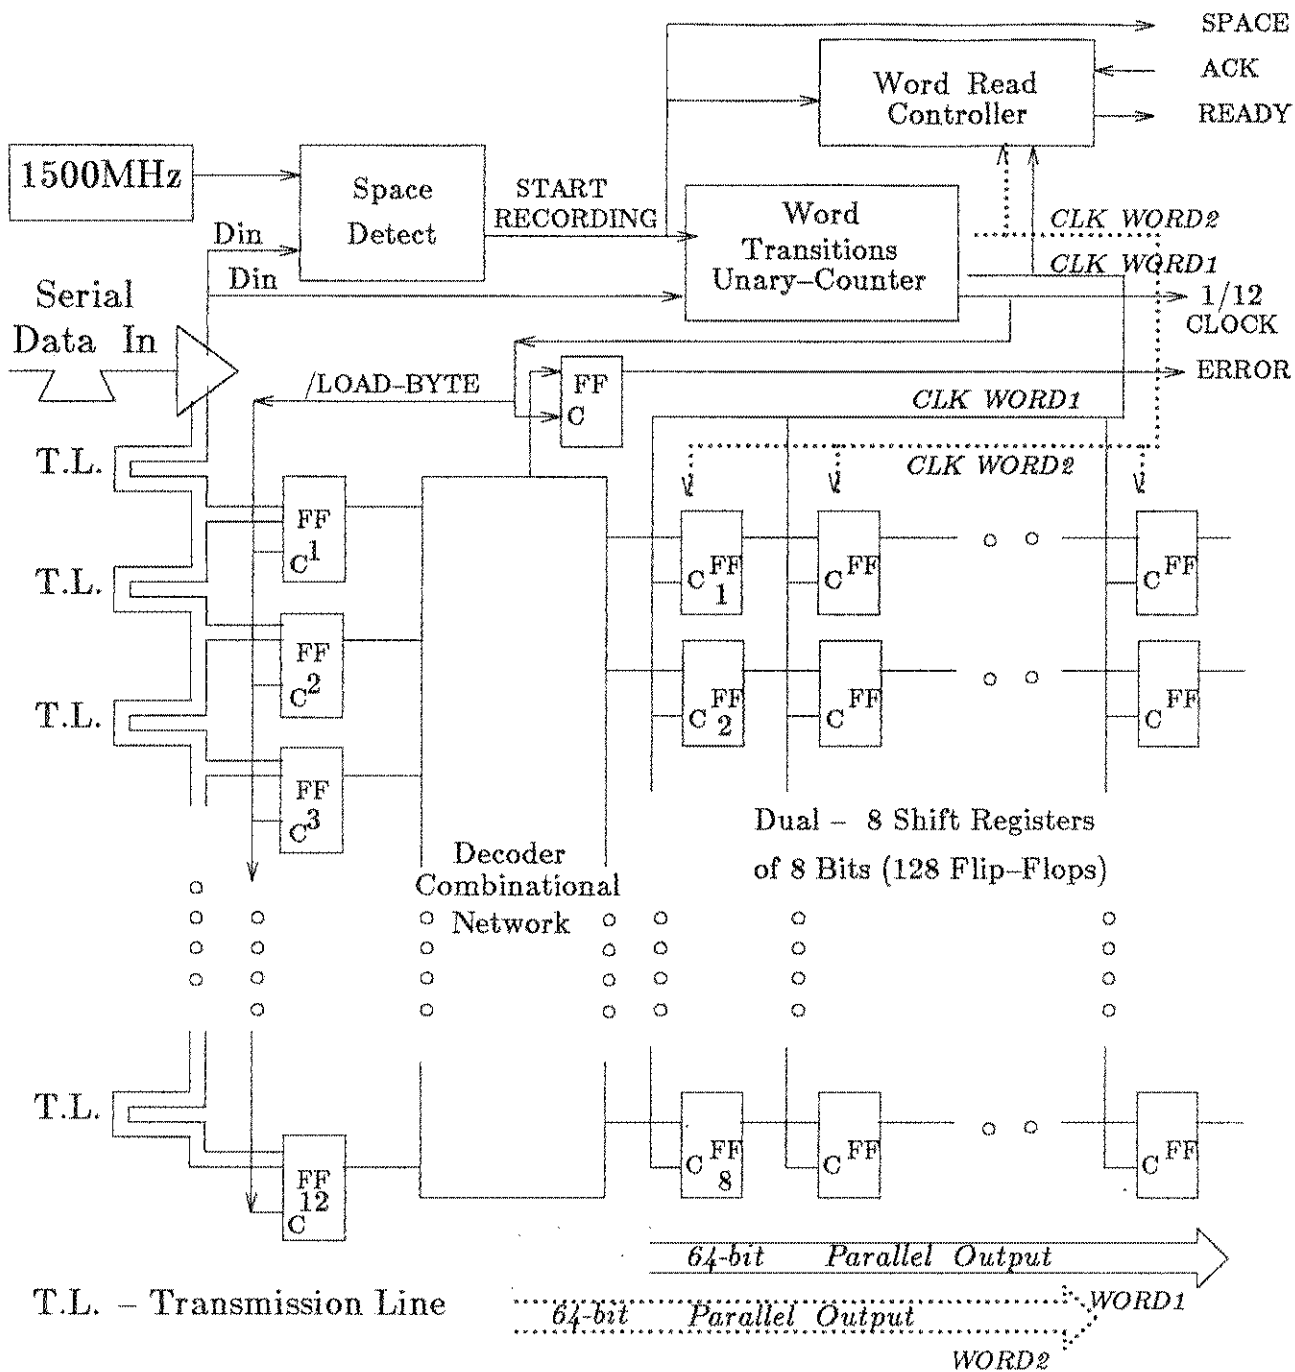 SPACE
Word Read
Controller
ACK
READY
1500MHz
Space
Detect
START
RECORDING
Word
Transitions
Unary–Counter
CLK WORD2
CLK WORD1
1/12
CLOCK
Din
Din
Serial
Data In
/LOAD–BYTE
FF
C
ERROR
CLK WORD1
CLK WORD2
T.L.
FF
1
C
FF
C
1
FF
C
FF
C
T.L.
FF
2
C
FF
C
2
FF
C
FF
C
T.L.
FF
3
C
Decoder
Combinational
Network
Dual – 8 Shift Registers
of 8 Bits (128 Flip–Flops)
T.L.
FF
12
C
FF
C
8
FF
C
FF
C
64-bit Parallel Output
WORD1
T.L. – Transmission Line
64-bit Parallel Output
WORD2